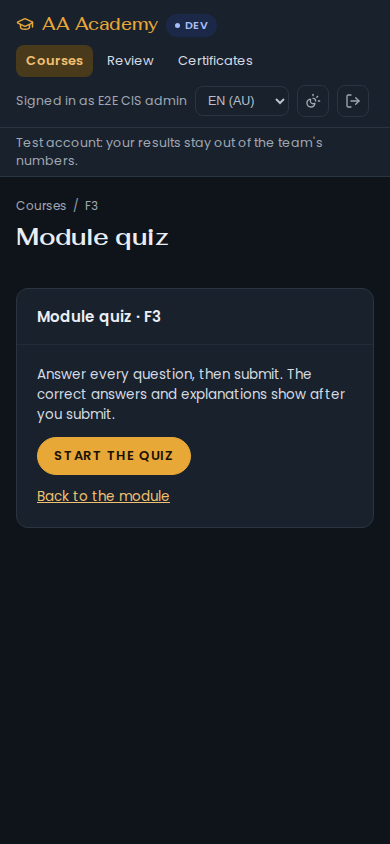 AA Academy DEV
Courses Review Certificates
Signed in as E2E CIS admin EN (AU)
Test account: your results stay out of the team's
numbers.
Courses / F3
Module quiz
Module quiz · F3
Answer every question, then submit. The
correct answers and explanations show after
you submit.
START THE QUIZ
Back to the module